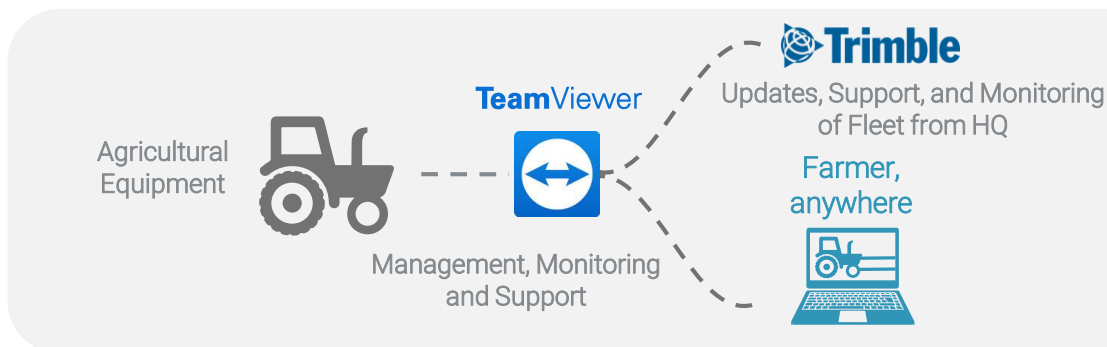 Agricultural
Equipment
TeamViewer
Management, Monitoring
and Support
Trimble
Updates, Support, and Monitoring
of Fleet from HQ
Farmer,
anywhere